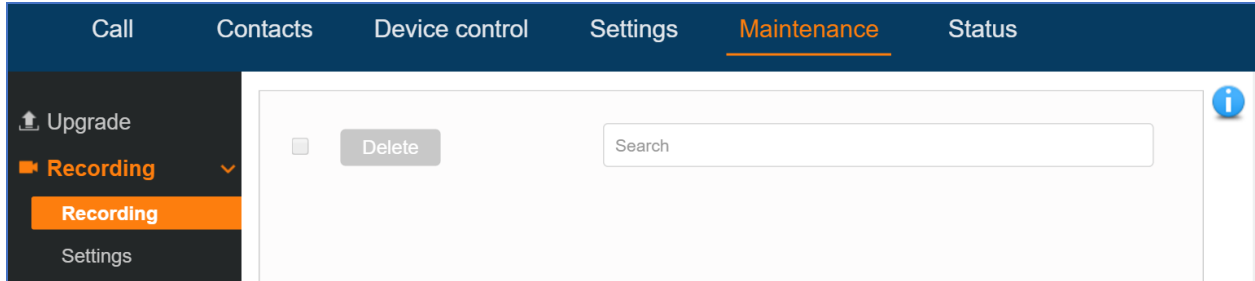 Call Contacts Device control Settings Maintenance Status
Upgrade
Delete Search
Recording
Recording
Settings